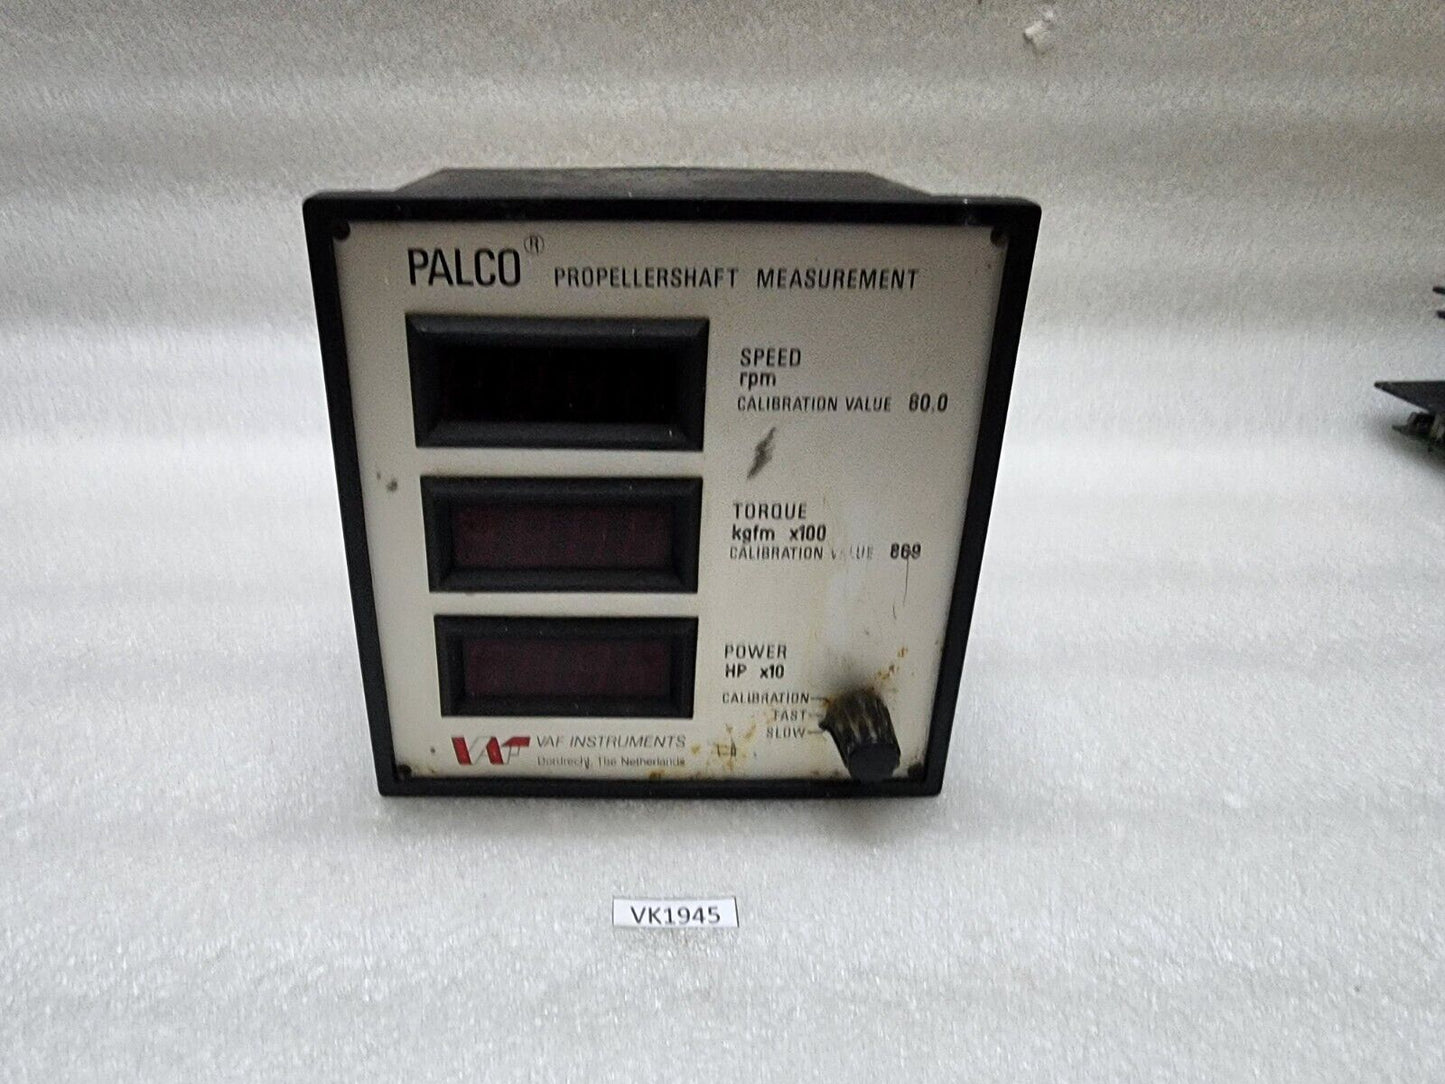 PALCO® PROPELLERSHAFT MEASUREMENT
SPEED
rpm
CALIBRATION VALUE 60.0
TORQUE
kgfm x100
CALIBRATION VALUE 869
POWER
HP x10
CALIBRATION
FAST
SLOW
VAF VAF INSTRUMENTS
Dordrecht, The Netherlands
VK1945